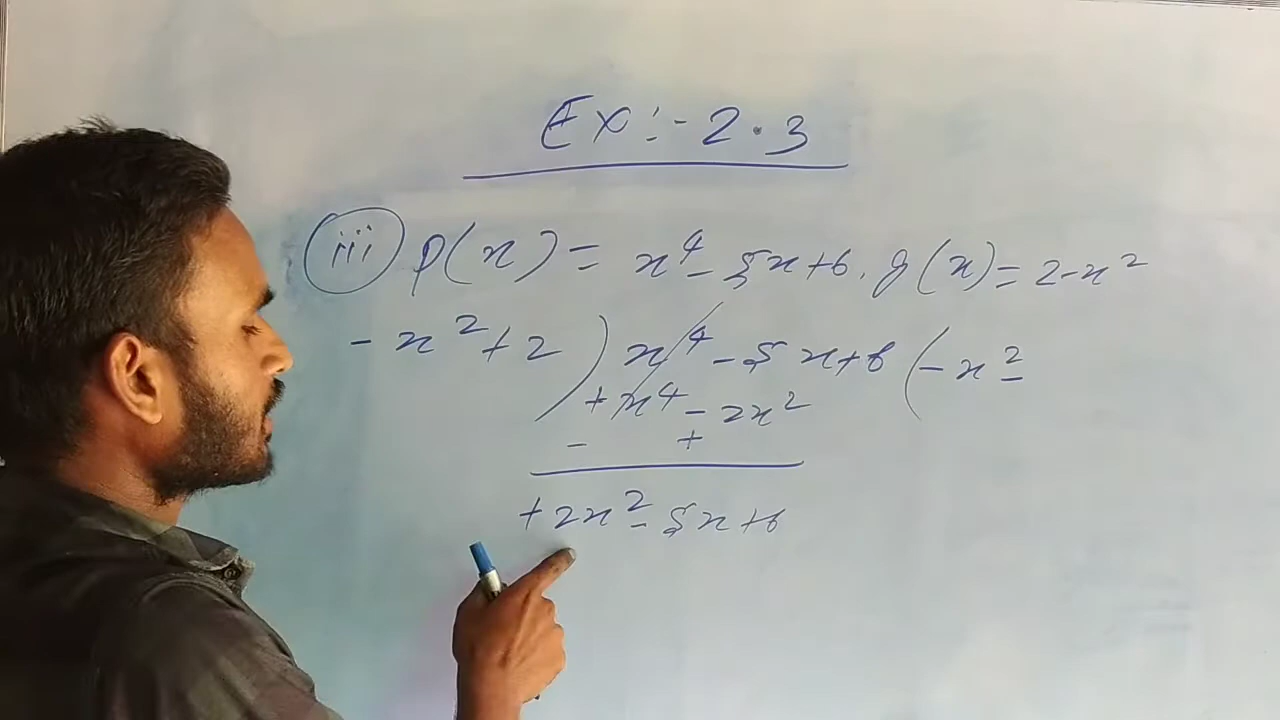 Ex:- 2.3
iii p(x) = x⁴ - 5x + 6, g(x) = 2 - x²
- x² + 2 ) x⁴ - 5x + 6 ( - x² -
+ x⁴ - 2x²
- +
+ 2x² - 5x + 6